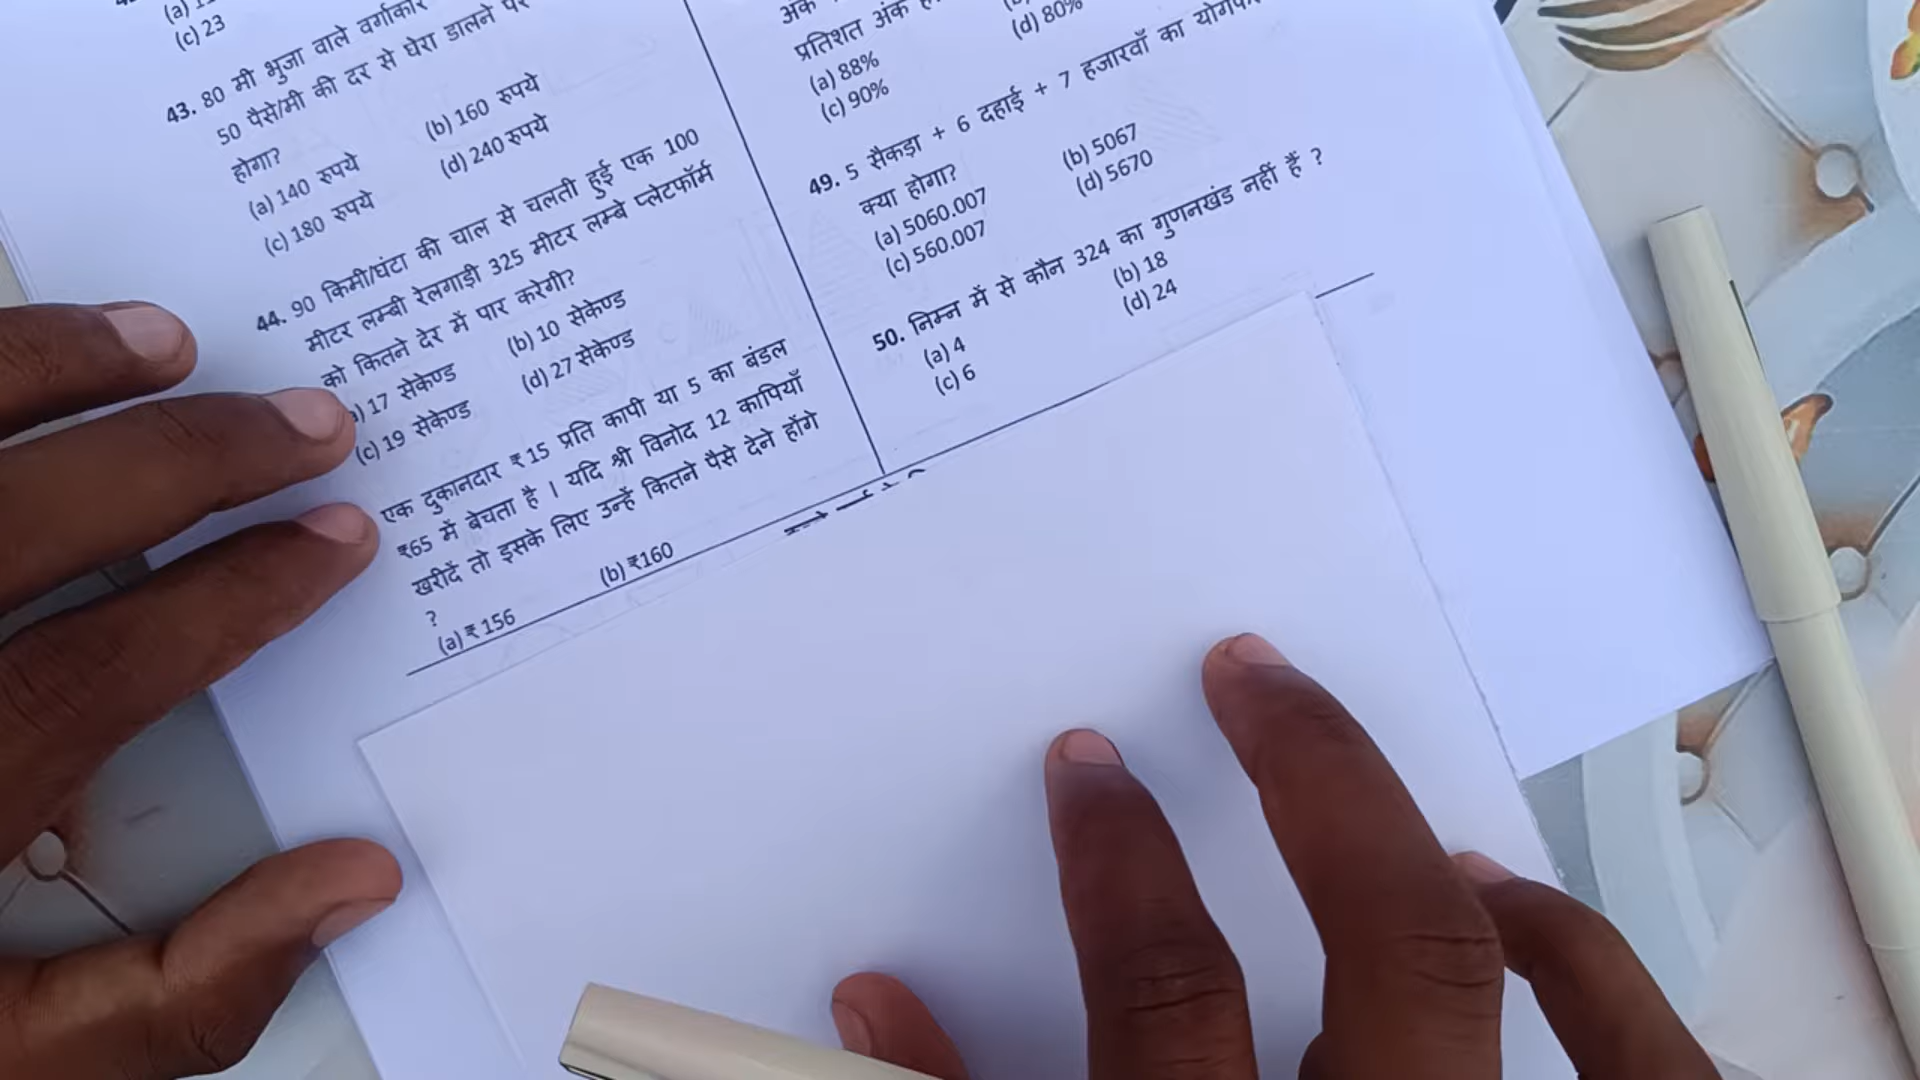 (c) 23
43. 80 मी भुजा वाले वर्गाकार
50 पैसे/मी की दर से घेरा डालने पर
होगा?
(a) 140 रुपये (b) 160 रुपये
(c) 180 रुपये (d) 240 रुपये
44. 90 किमी/घंटा की चाल से चलती हुई एक 100
मीटर लम्बी रेलगाड़ी 325 मीटर लम्बे प्लेटफॉर्म
को कितने देर में पार करेगी?
) 17 सेकेण्ड (b) 10 सेकेण्ड
(c) 19 सेकेण्ड (d) 27 सेकेण्ड
एक दुकानदार ₹15 प्रति कापी या 5 का बंडल
₹65 में बेचता है । यदि श्री विनोद 12 कापियाँ
खरीदें तो इसके लिए उन्हें कितने पैसे देने होंगे
?
(a) ₹ 156 (b) ₹160
अंक
प्रतिशत अंक
(a) 88% (d) 80%
(c) 90%
49. 5 सैकड़ा + 6 दहाई + 7 हजारवाँ का
क्या होगा?
(a) 5060.007 (b) 5067
(c) 560.007 (d) 5670
50. निम्न में से कौन 324 का गुणनखंड नहीं हैं ?
(a) 4 (b) 18
(c) 6 (d) 24